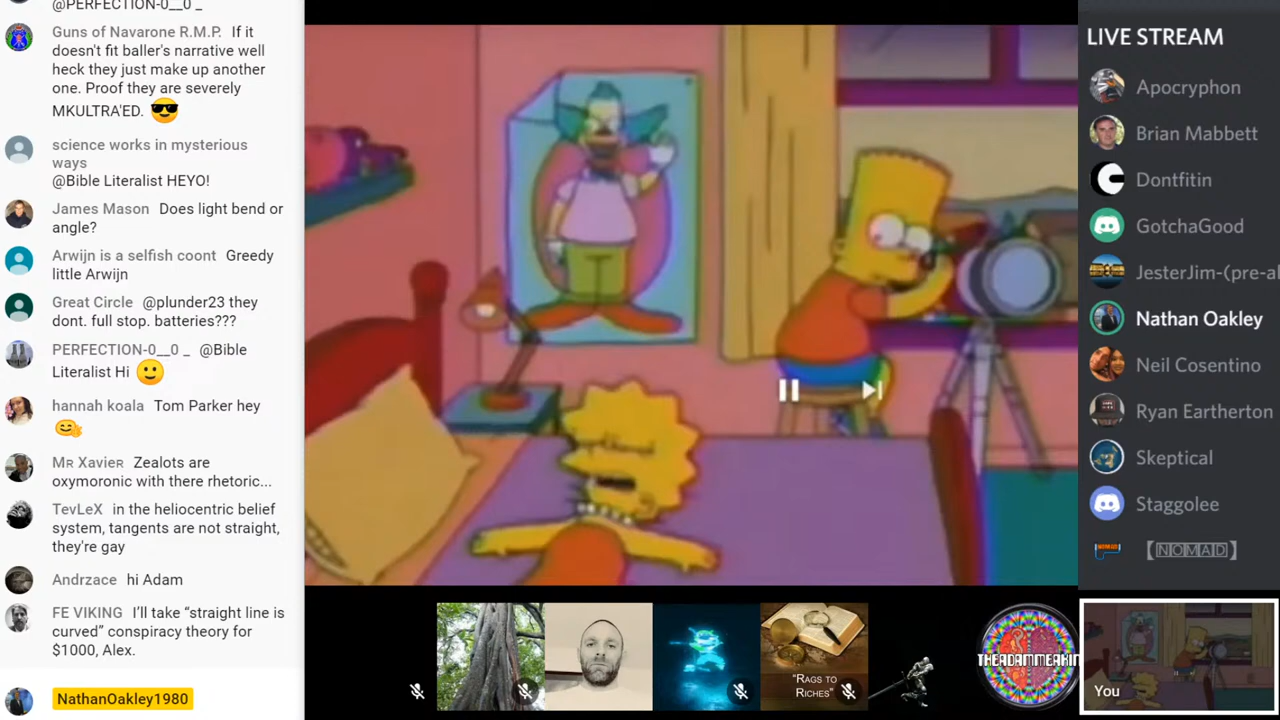 @PERFECTION-0__0 _
Guns of Navarone R.M.P. If it
doesn't fit baller's narrative well
heck they just make up another
one. Proof they are severely
MKULTRA'ED.
science works in mysterious
ways
@Bible Literalist HEYO!
James Mason Does light bend or
angle?
Arwijn is a selfish coont Greedy
little Arwijn
Great Circle @plunder23 they
dont. full stop. batteries???
PERFECTION-0__0 _ @Bible
Literalist Hi
hannah koala Tom Parker hey
Mʀ Xᴀᴠɪᴇʀ Zealots are
oxymoronic with there rhetoric...
TevLeX in the heliocentric belief
system, tangents are not straight,
they're gay
Andrzace hi Adam
FE VIKING I'll take “straight line is
curved” conspiracy theory for
$1000, Alex.
NathanOakley1980
"RAGS TO
RICHES"
THEADAMMEAKIN
You
LIVE STREAM
Apocryphon
Brian Mabbett
Dontfitin
GotchaGood
JesterJim-(pre-al
Nathan Oakley
Neil Cosentino
Ryan Eartherton
Skeptical
Staggolee
【🄽🄾🄼🄰🄳】